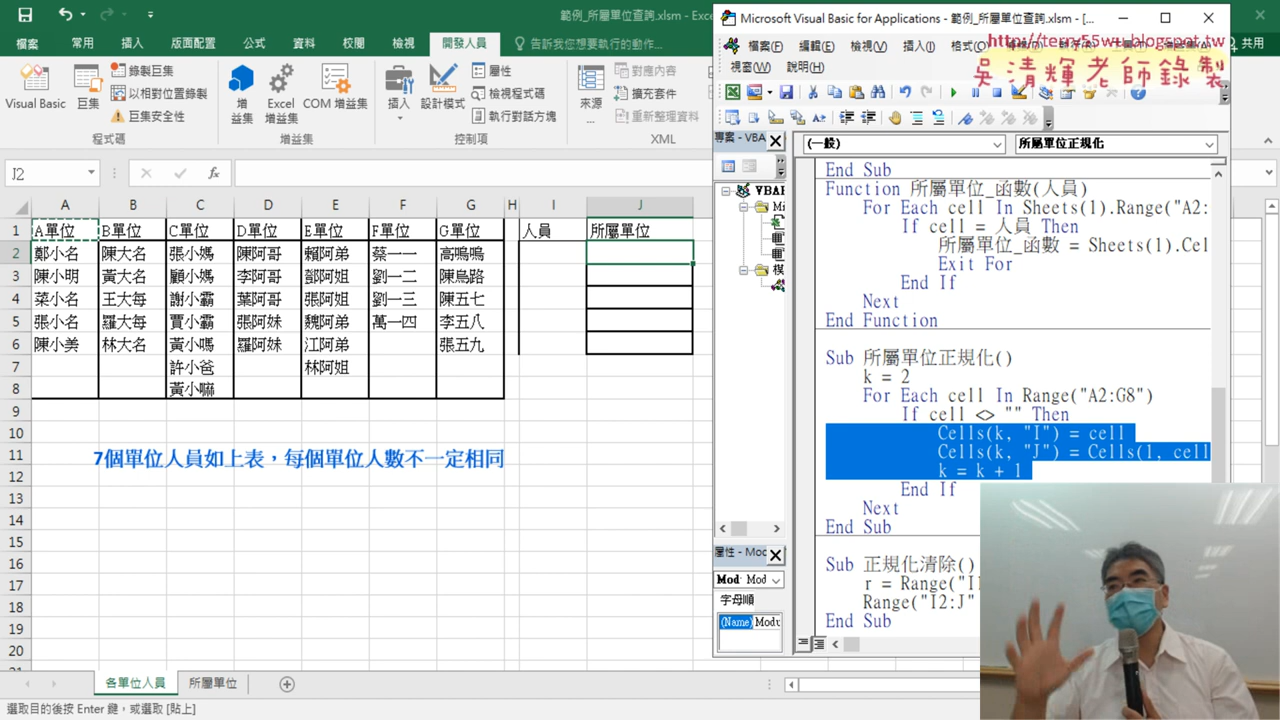 範例_所屬單位查詢.xlsm - Exce
檔案 常用 插入 版面配置 公式 資料 校閱 檢視 開發人員 告訴我您想要執行的動作... 共用
Visual Basic 巨集 錄製巨集 以相對位置錄製 巨集安全性 程式碼
增益集 Excel 增益集 COM 增益集 增益集
插入 設計模式 屬性 檢視程式碼 執行對話方塊 控制項
來源 對應內容 擴充套件 重新整理資料 XML
J2 fx
A B C D E F G H I J
1 A單位 B單位 C單位 D單位 E單位 F單位 G單位 人員 所屬單位
2 鄭小名 陳大名 張小媽 陳阿哥 賴阿弟 蔡一一 高鳴鳴
3 陳小明 黃大名 顧小媽 李阿哥 鄧阿姐 劉一二 陳鳥路
4 菜小名 王大每 謝小霸 葉阿哥 張阿姐 劉一三 陳五七
5 張小名 羅大每 賈小霸 張阿妹 魏阿弟 萬一四 李五八
6 陳小美 林大名 黃小嗎 羅阿妹 江阿弟 張五九
7 許小爸 林阿姐
8 黃小嘛
9
10
11 7個單位人員如上表，每個單位人數不一定相同
12
13
14
15
16
17
18
19
20
各單位人員 所屬單位
選取目的後按 Enter 鍵，或選取 [貼上]
Microsoft Visual Basic for Applications - 範例_所屬單位查詢.xlsm - [...
檔案(F) 編輯(E) 檢視(V) 插入(I) 格式(O)
視窗(W) 說明(H)
http://terry55wu.blogspot.tw
吳清輝老師錄製
專案 - VBA
VBAF
Mi
模
屬性 - Moc
Mod Mod
字母順
(Name) Modu
(一般) 所屬單位正規化
End Sub
Function 所屬單位_函數(人員)
For Each cell In Sheets(1).Range("A2:
If cell = 人員 Then
所屬單位_函數 = Sheets(1).Cel
Exit For
End If
Next
End Function
Sub 所屬單位正規化()
k = 2
For Each cell In Range("A2:G8")
If cell <> "" Then
Cells(k, "I") = cell
Cells(k, "J") = Cells(1, cell
k = k + 1
End If
Next
End Sub
Sub 正規化清除()
r = Range("I
Range("I2:J"
End Sub